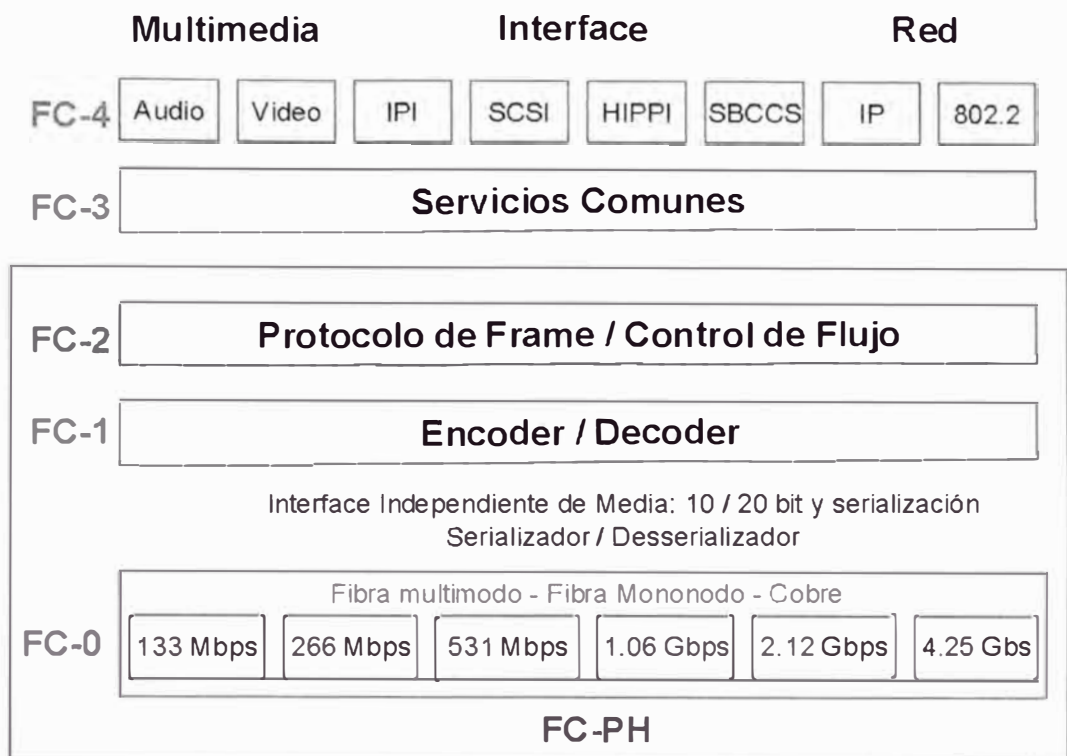 Multimedia Interface Red
FC-4 Audio Video IPI SCSI HIPPI SBCCS IP 802.2
FC-3 Servicios Comunes
FC-2 Protocolo de Frame / Control de Flujo
FC-1 Encoder / Decoder
Interface Independiente de Media: 10 / 20 bit y serialización
Serializador / Desserializador
Fibra multimodo - Fibra Mononodo - Cobre
FC-0 133 Mbps 266 Mbps 531 Mbps 1.06 Gbps 2.12 Gbps 4.25 Gbs
FC-PH